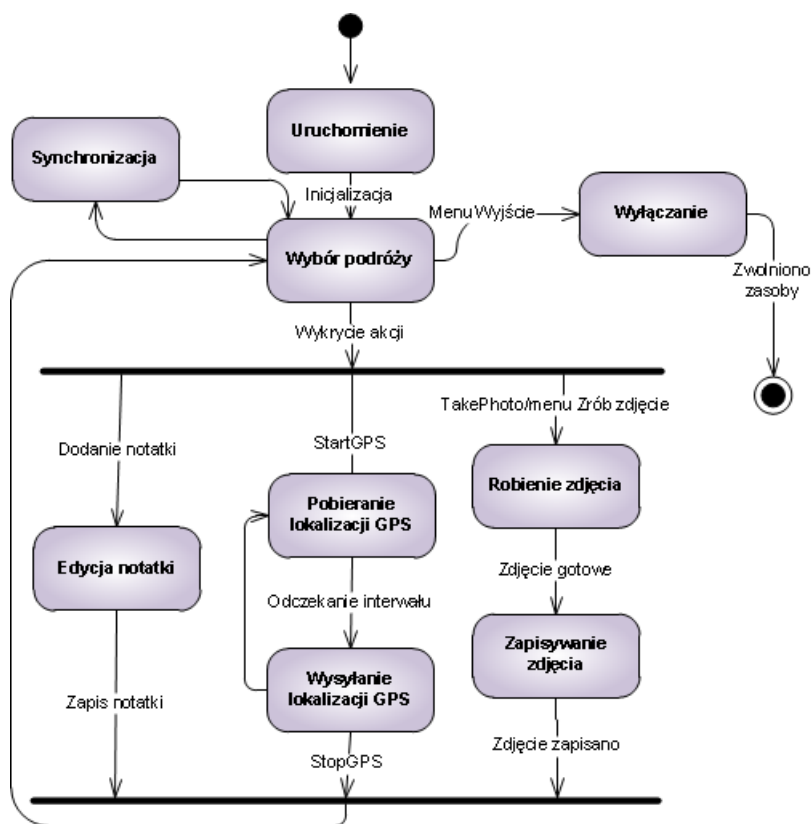 Uruchomienie
Synchronizacja
Inicjalizacja
Menu Wyjście
Wyłączanie
Wybór podróży
Zwolniono
zasoby
Wykrycie akcji
TakePhoto/menu Zrób zdjęcie
Dodanie notatki
StartGPS
Pobieranie
lokalizacji GPS
Robienie zdjęcia
Edycja notatki
Zdjęcie gotowe
Odczekanie interwału
Wysyłanie
lokalizacji GPS
Zapisywanie
zdjęcia
Zapis notatki
StopGPS
Zdjęcie zapisano